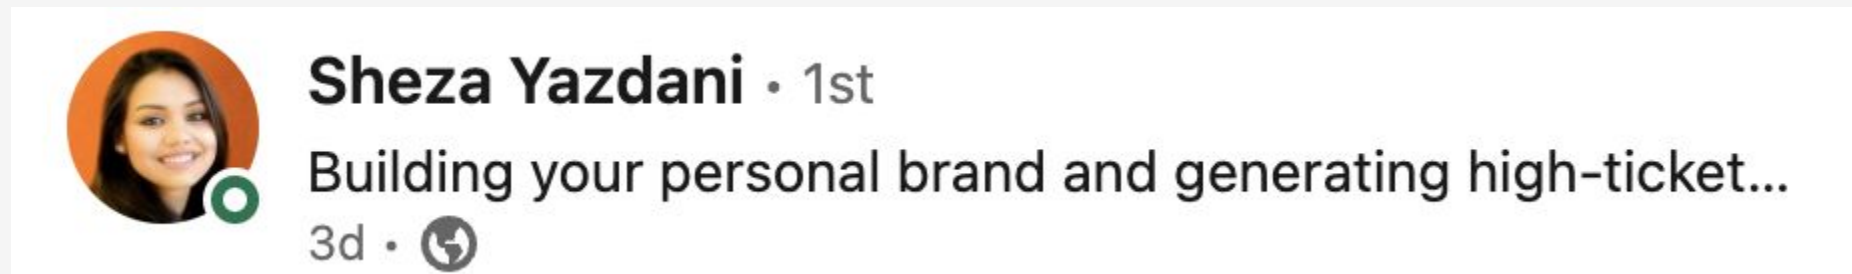 Sheza Yazdani • 1st
Building your personal brand and generating high-ticket...
3d •